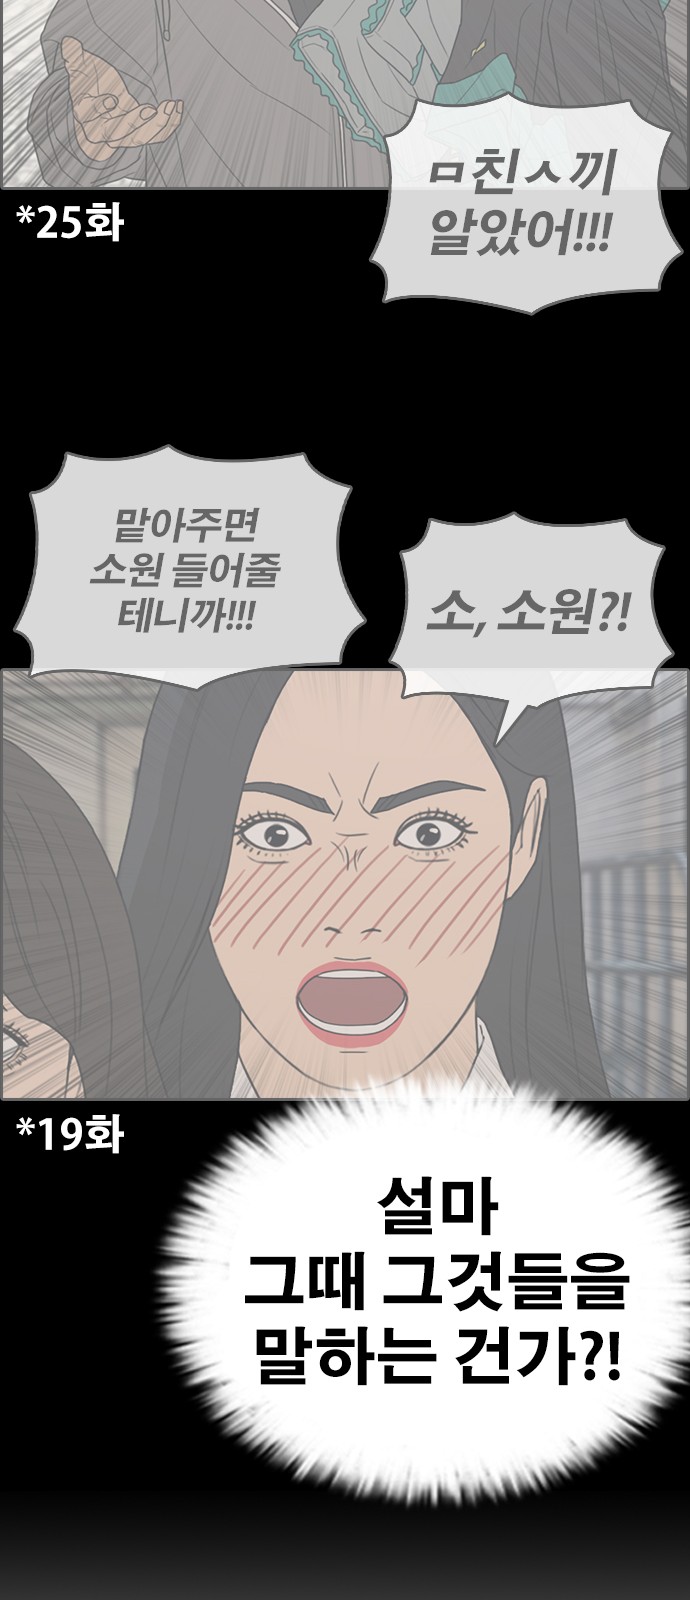 ㅁ친ㅅ끼
알았어!!!
*25화
맡아주면
소원 들어줄
테니까!!!
소, 소원?!
*19화
설마
그때 그것들을
말하는 건가?!